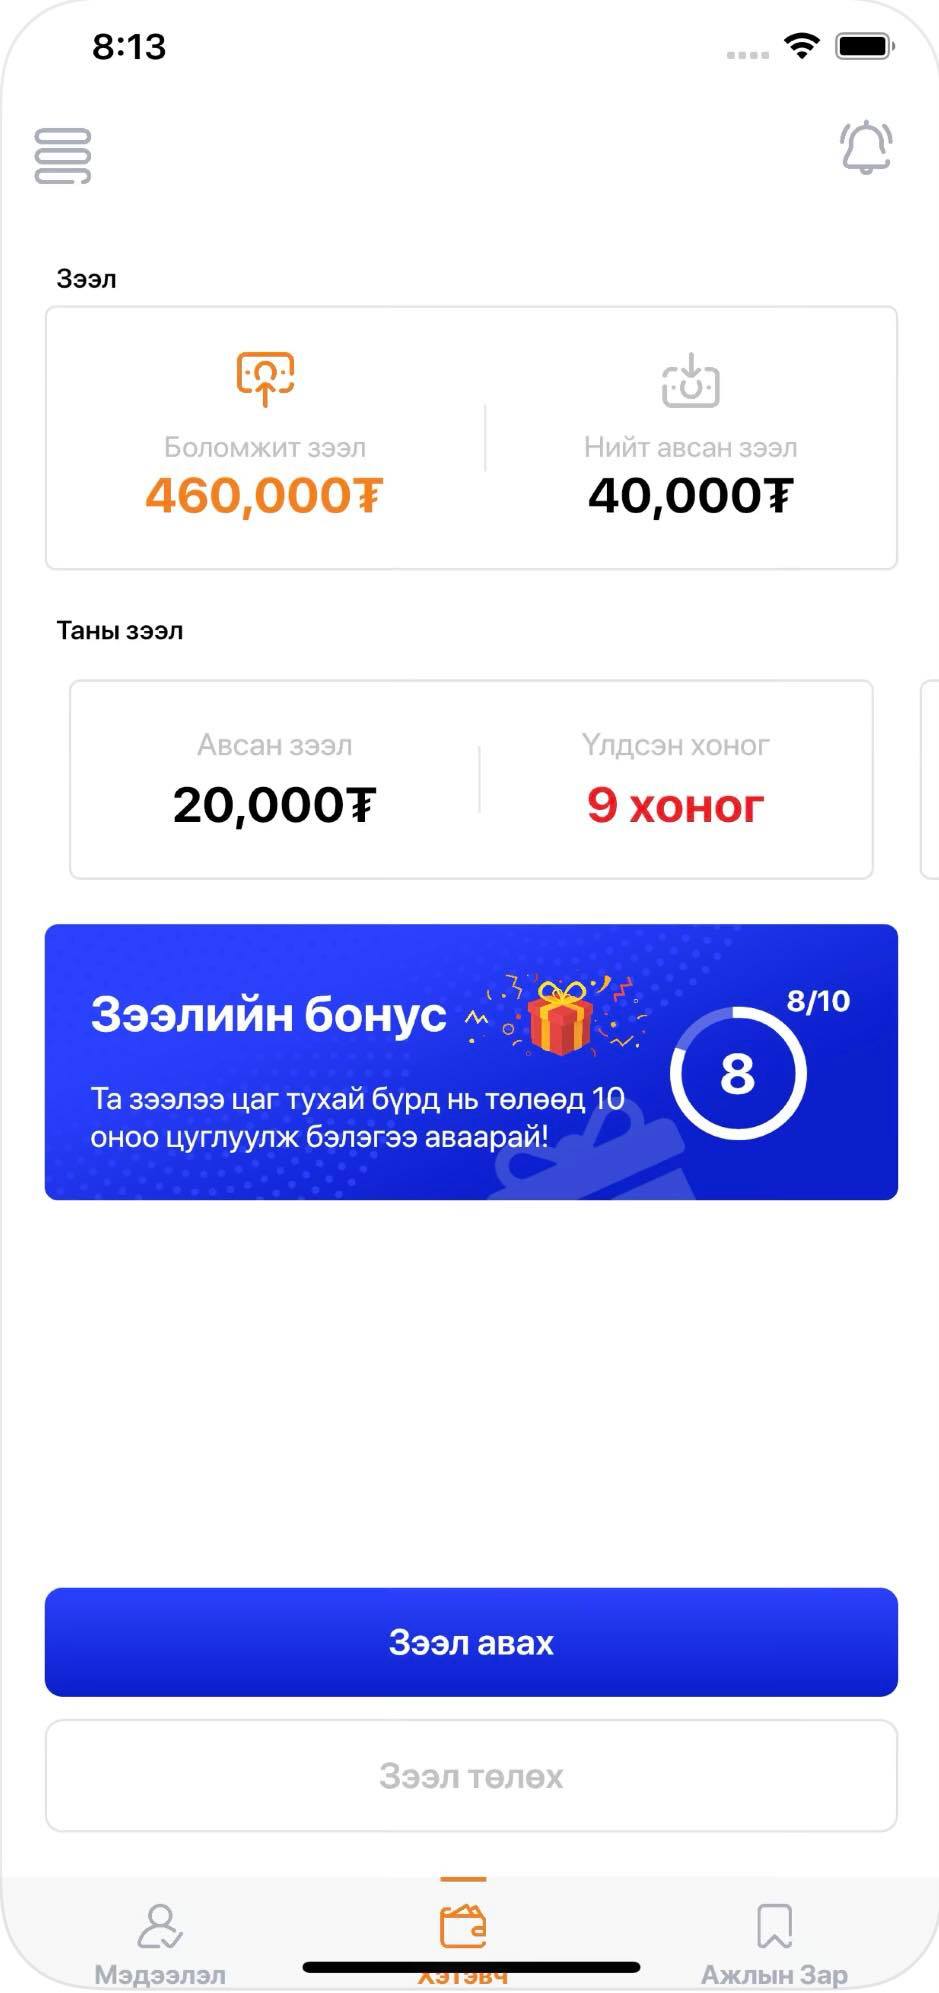 8:13
Зээл
Боломжит зээл
Нийт авсан зээл
460,000₮
40,000₮
Таны зээл
Авсан зээл
Үлдсэн хоног
20,000₮
9 хоног
Зээлийн бонус
8/10
8
Та зээлээ цаг тухай бүрд нь төлөөд 10
оноо цуглуулж бэлэгээ аваарай!
Зээл авах
Зээл төлөх
Мэдээлэл
Хэтэвч
Ажлын Зар